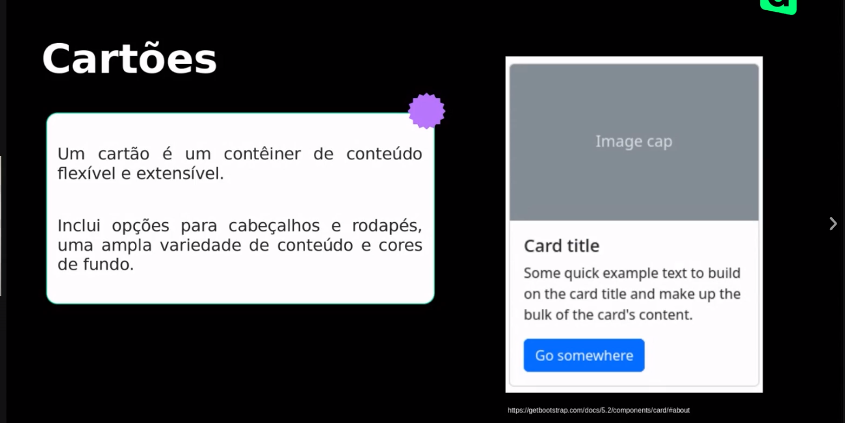 Cartões
Um cartão é um contêiner de conteúdo
flexível e extensível.
Inclui opções para cabeçalhos e rodapés,
uma ampla variedade de conteúdo e cores
de fundo.
Image cap
Card title
Some quick example text to build
on the card title and make up the
bulk of the card's content.
Go somewhere
https://getbootstrap.com/docs/5.2/components/card/#about